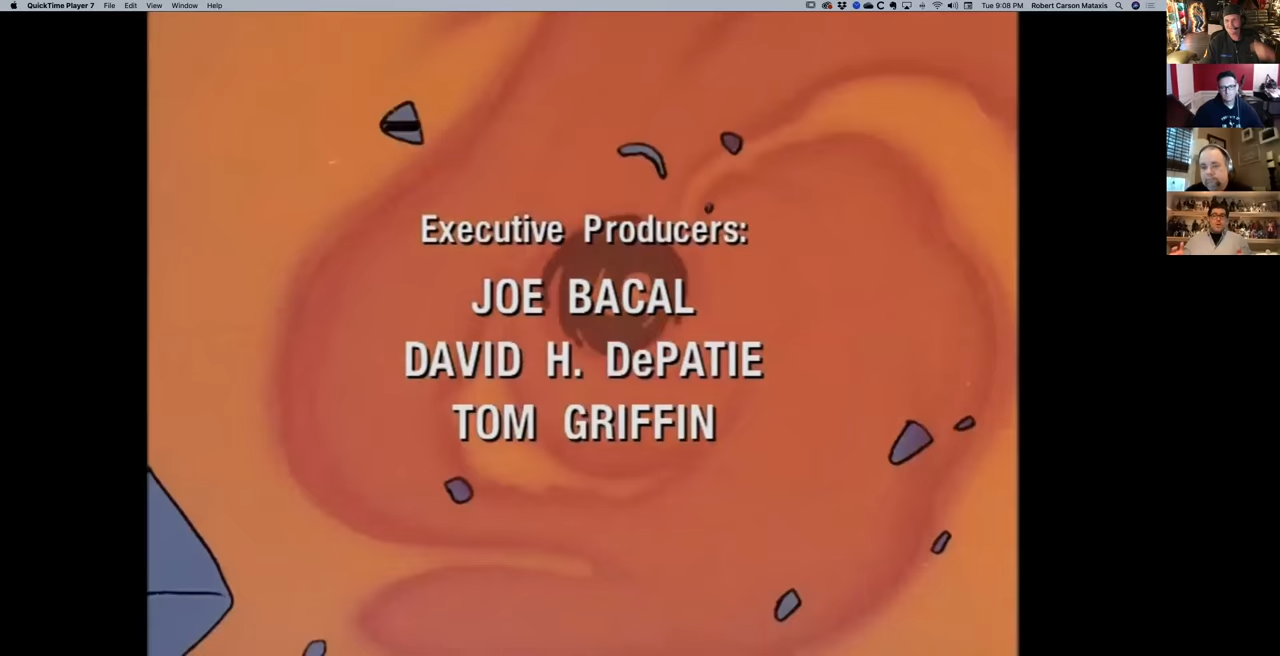 QuickTime Player 7 File Edit View Window Help Tue 9:08 PM Robert Carson Mataxis
Executive Producers:
JOE BACAL
DAVID H. DePATIE
TOM GRIFFIN